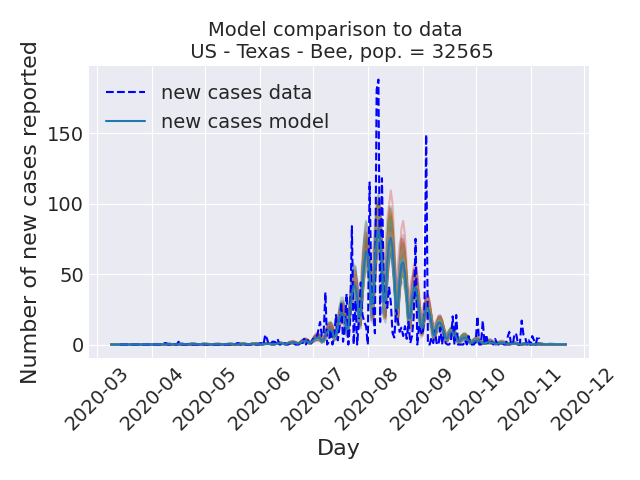 Model comparison to data
US - Texas - Bee, pop. = 32565
Number of new cases reported
new cases data
new cases model
150
100
50
0
2020-03
2020-04
2020-05
2020-06
2020-07
2020-08
2020-09
2020-10
2020-11
2020-12
Day